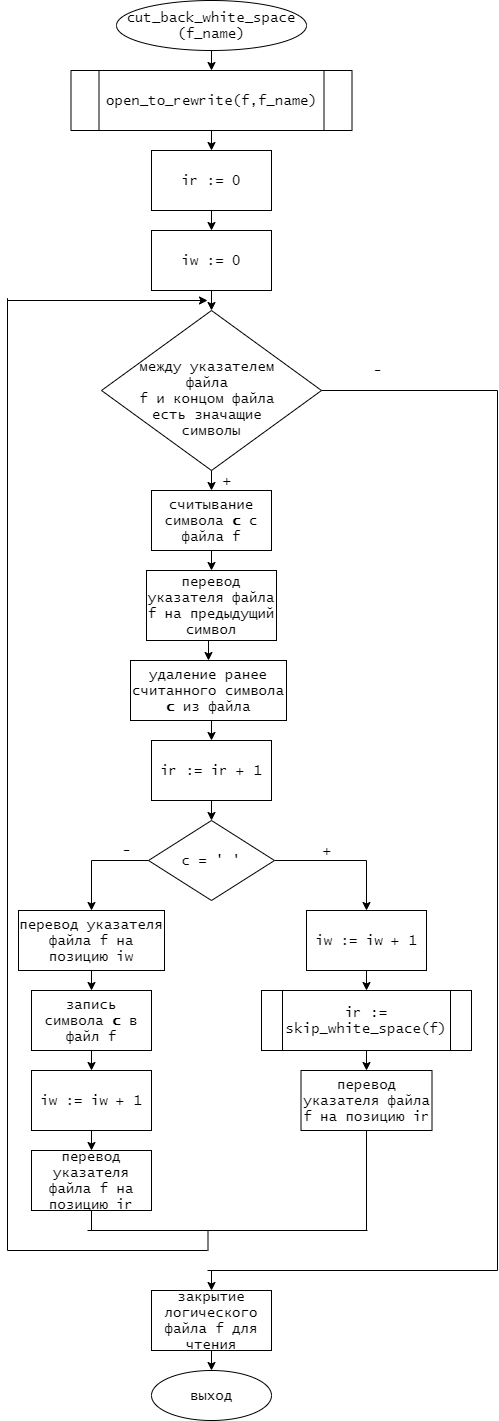 cut_back_white_space
(f_name)
open_to_rewrite(f,f_name)
ir := 0
iw := 0
между указателем
файла
f и концом файла
есть значащие
символы
-
+
считывание
символа c с
файла f
перевод
указателя файла
f на предыдущий
символ
удаление ранее
считанного символа
c из файла
ir := ir + 1
c = ' '
-
+
перевод указателя
файла f на
позицию iw
запись
символа c в
файл f
iw := iw + 1
перевод
указателя
файла f на
позицию ir
iw := iw + 1
ir :=
skip_white_space(f)
перевод
указателя файла
f на позицию ir
закрытие
логического
файла f для
чтения
выход